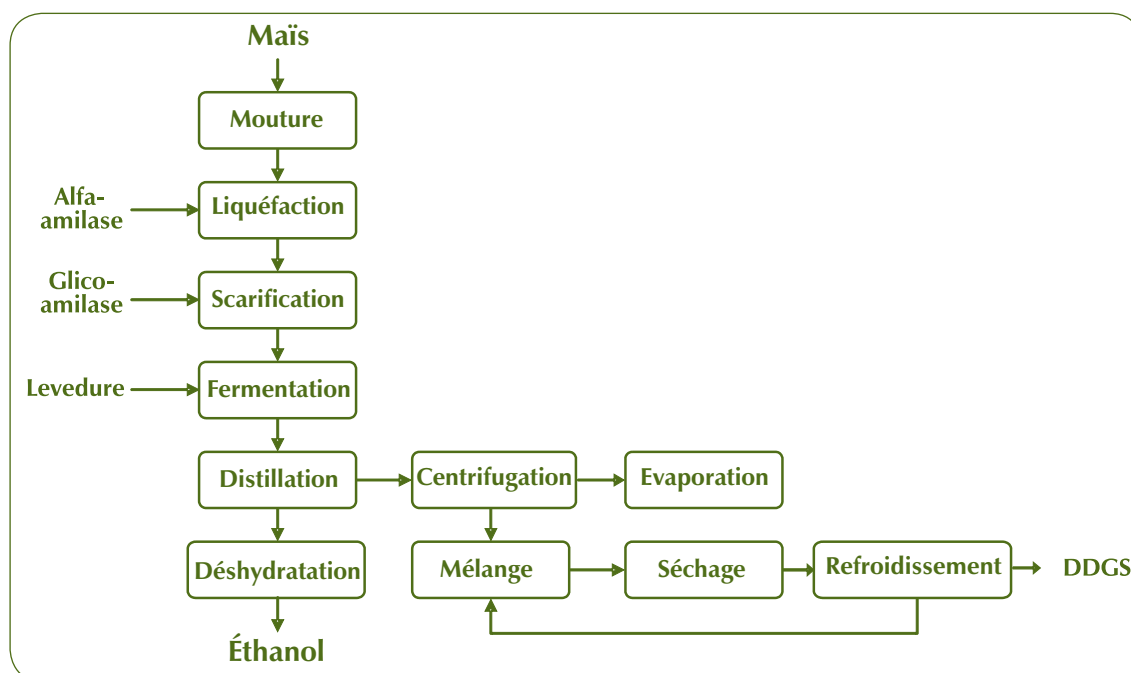 Maïs
Mouture
Alfa-
amilase
Liquéfaction
Glico-
amilase
Scarification
Levedure
Fermentation
Distillation
Centrifugation
Evaporation
Déshydratation
Mélange
Séchage
Refroidissement
DDGS
Éthanol